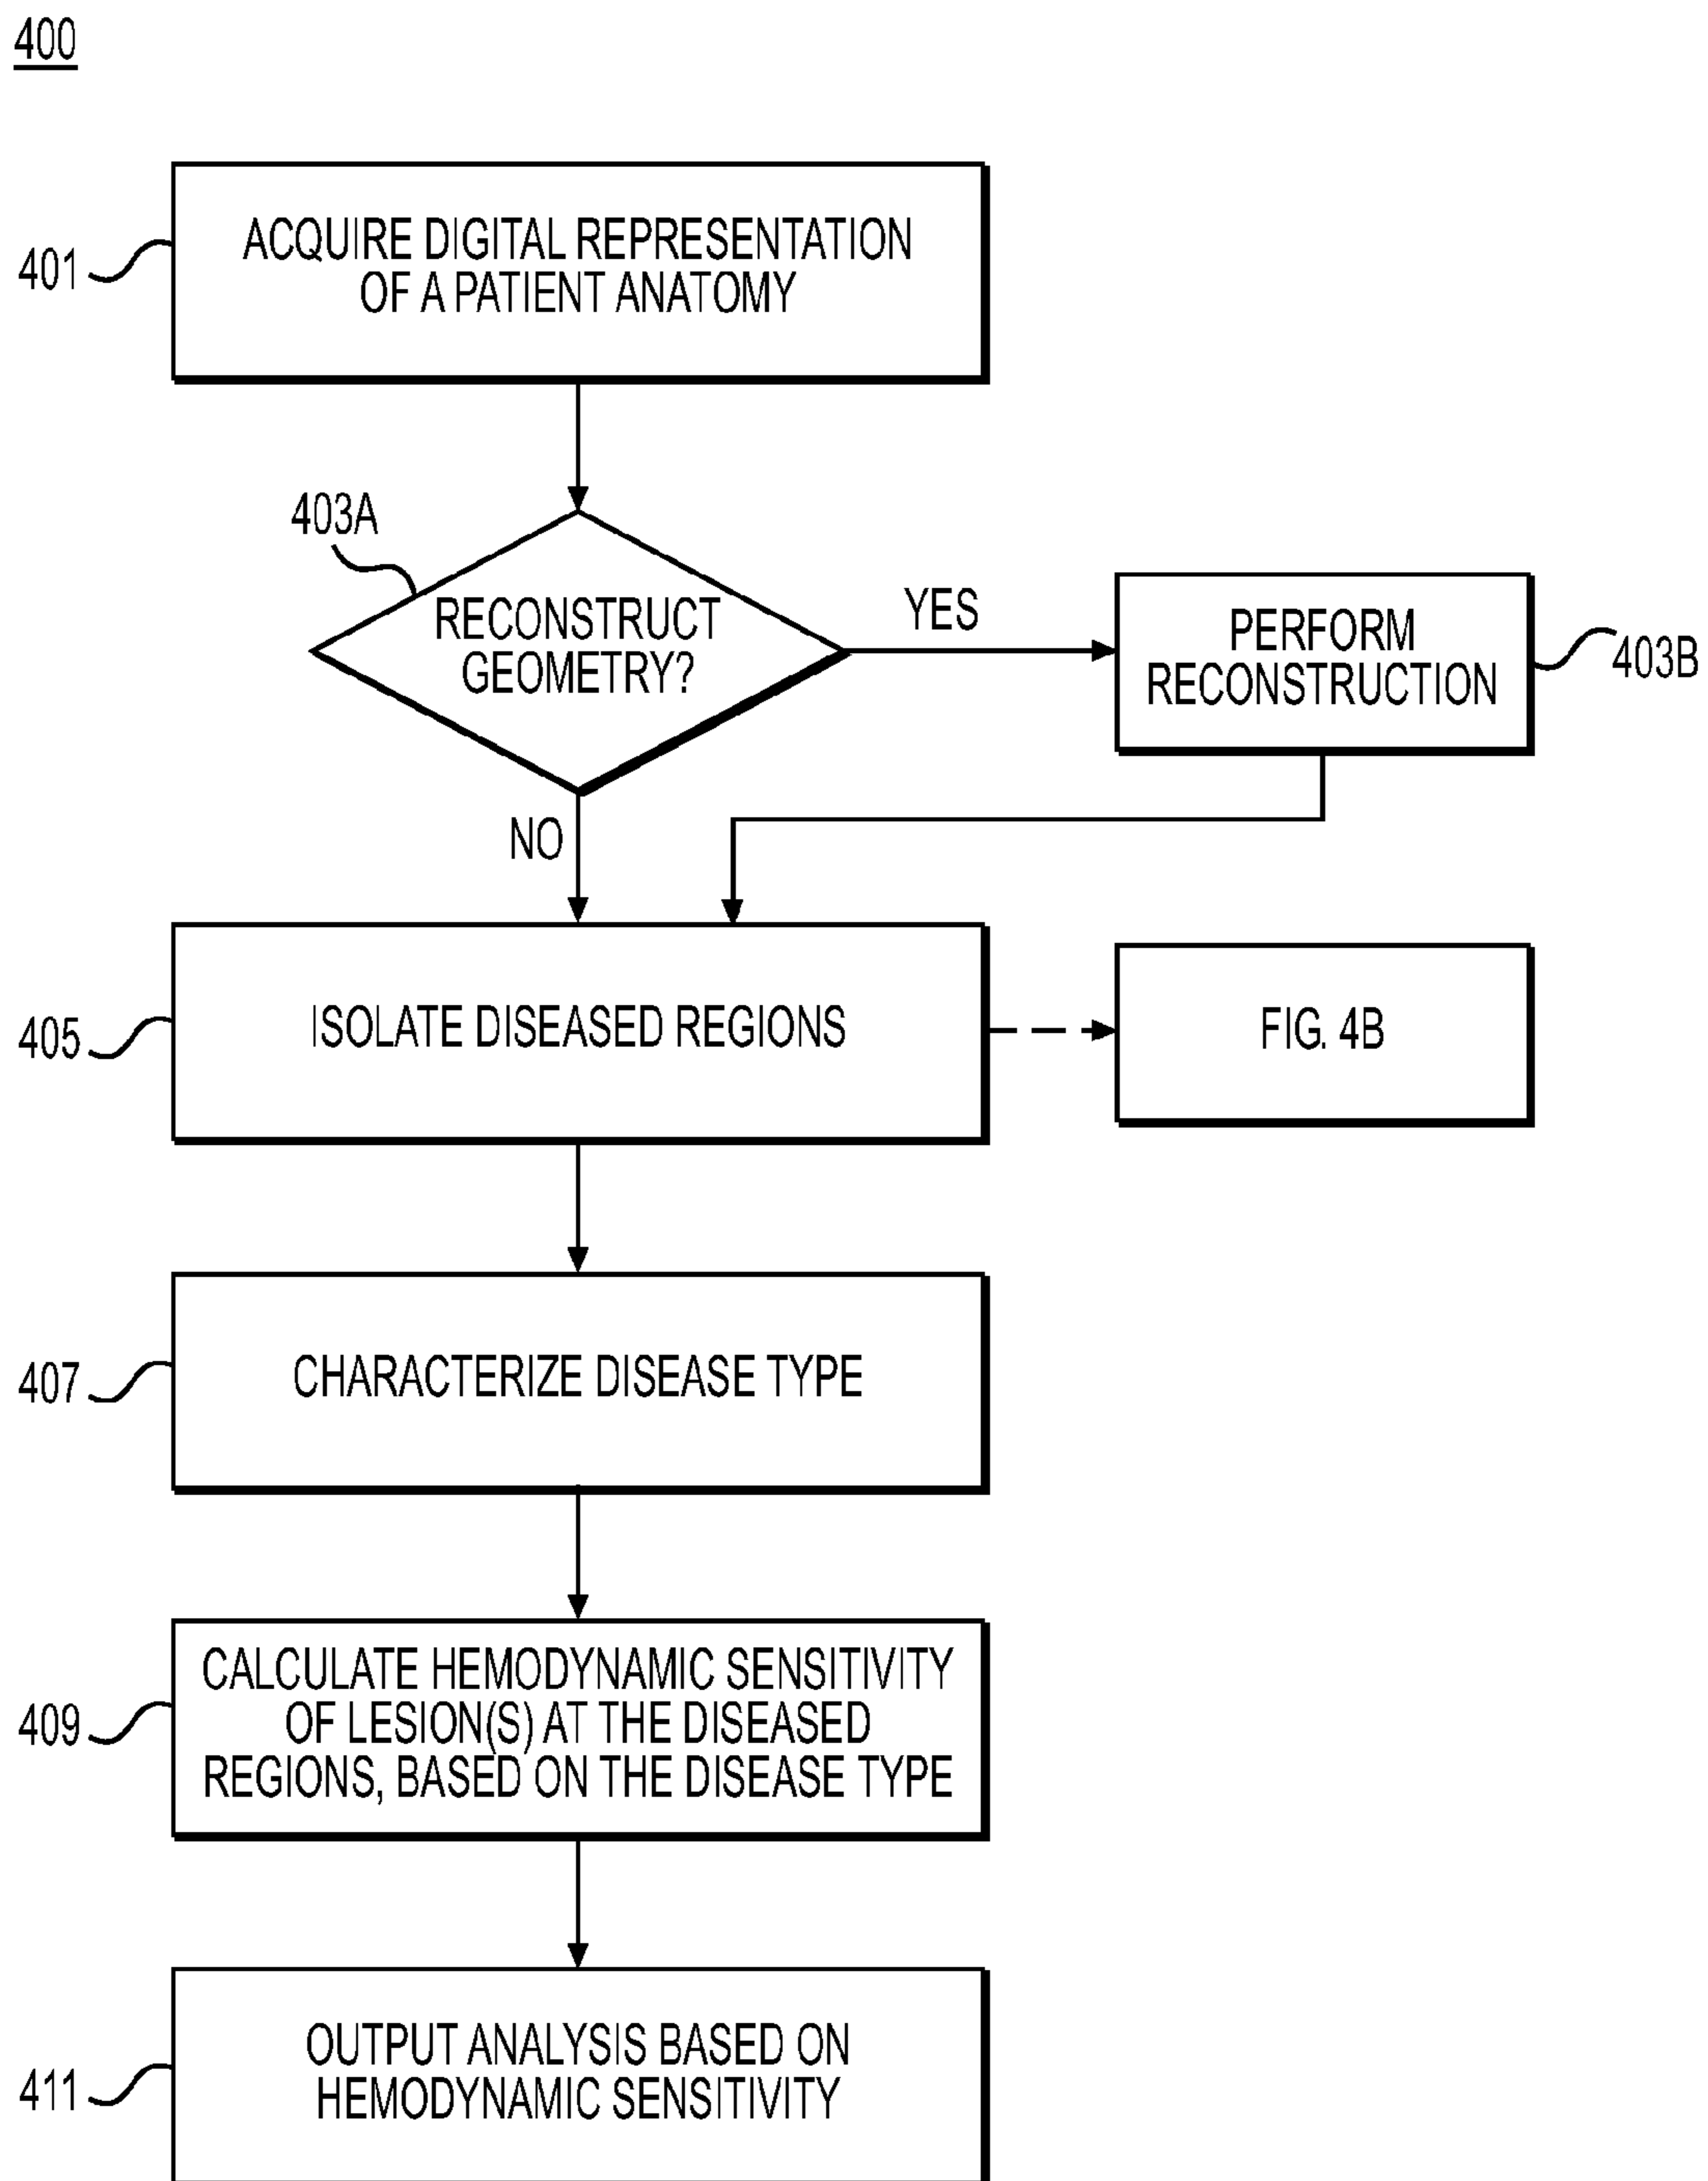 400
401
ACQUIRE DIGITAL REPRESENTATION
OF A PATIENT ANATOMY
403A
RECONSTRUCT
GEOMETRY?
YES
PERFORM
RECONSTRUCTION
403B
NO
405
ISOLATE DISEASED REGIONS
FIG. 4B
407
CHARACTERIZE DISEASE TYPE
409
CALCULATE HEMODYNAMIC SENSITIVITY
OF LESION(S) AT THE DISEASED
REGIONS, BASED ON THE DISEASE TYPE
411
OUTPUT ANALYSIS BASED ON
HEMODYNAMIC SENSITIVITY